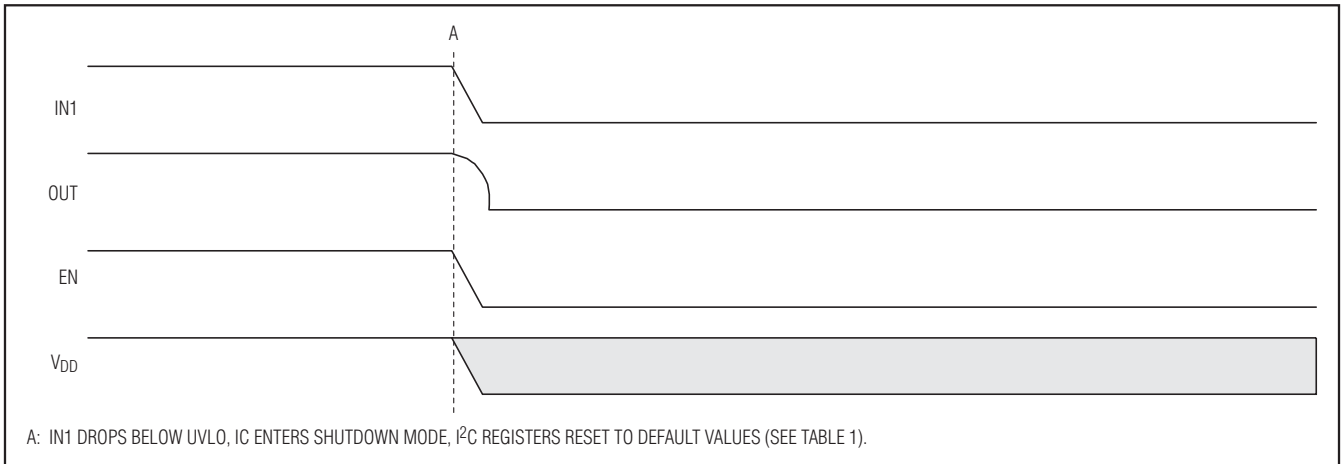 A
IN1
OUT
EN
VDD
A: IN1 DROPS BELOW UVLO, IC ENTERS SHUTDOWN MODE, I²C REGISTERS RESET TO DEFAULT VALUES (SEE TABLE 1).